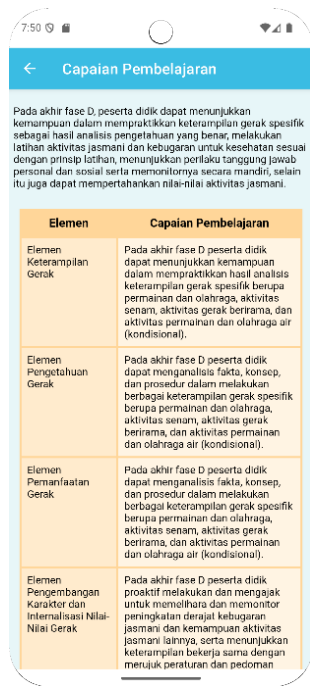 7:50
Capaian Pembelajaran
Pada akhir fase D, peserta didik dapat menunjukkan
kemampuan dalam mempraktikkan keterampilan gerak spesifik
sebagai hasil analisis pengetahuan yang benar, melakukan
latihan aktivitas jasmani dan kebugaran untuk kesehatan sesuai
dengan prinsip latihan, menunjukkan perilaku tanggung jawab
personal dan sosial serta memonitornya secara mandiri, selain
itu juga dapat mempertahankan nilai-nilai aktivitas jasmani.
Elemen
Capaian Pembelajaran
Elemen
Keterampilan
Gerak
Pada akhir fase D peserta didik
dapat menunjukkan kemampuan
dalam mempraktikkan hasil analisis
keterampilan gerak spesifik berupa
permainan dan olahraga, aktivitas
senam, aktivitas gerak berirama, dan
aktivitas permainan dan olahraga air
(kondisional).
Elemen
Pengetahuan
Gerak
Pada akhir fase D peserta didik
dapat menganalisis fakta, konsep,
dan prosedur dalam melakukan
berbagai keterampilan gerak spesifik
berupa permainan dan olahraga,
aktivitas senam, aktivitas gerak
berirama, dan aktivitas permainan
dan olahraga air (kondisional).
Elemen
Pemanfaatan
Gerak
Pada akhir fase D peserta didik
dapat menganalisis fakta, konsep,
dan prosedur dalam melakukan
berbagai keterampilan gerak spesifik
berupa permainan dan olahraga,
aktivitas senam, aktivitas gerak
berirama, dan aktivitas permainan
dan olahraga air (kondisional).
Elemen
Pengembangan
Karakter dan
Internalisasi Nilai-
Nilai Gerak
Pada akhir fase D peserta didik
proaktif melakukan dan mengajak
untuk memelihara dan memonitor
peningkatan derajat kebugaran
jasmani dan kemampuan aktivitas
jasmani lainnya, serta menunjukkan
keterampilan bekerja sama dengan
merujuk peraturan dan pedoman